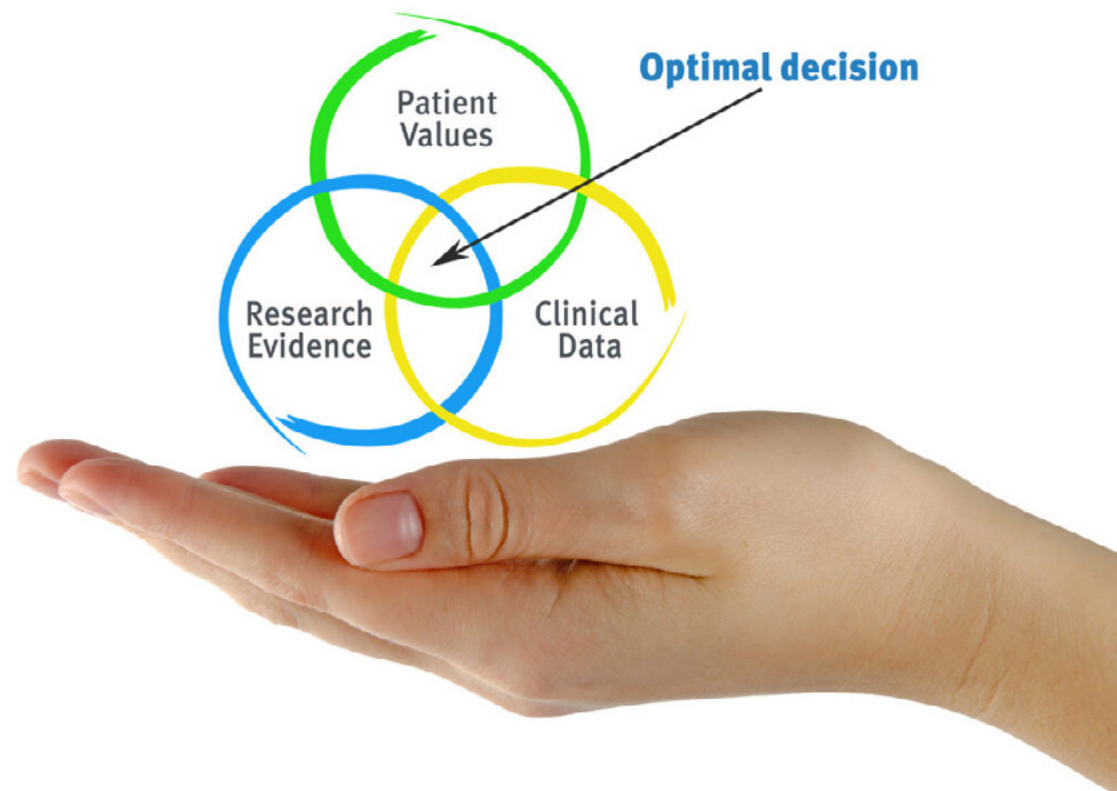 Optimal decision
Patient
Values
Research
Evidence
Clinical
Data